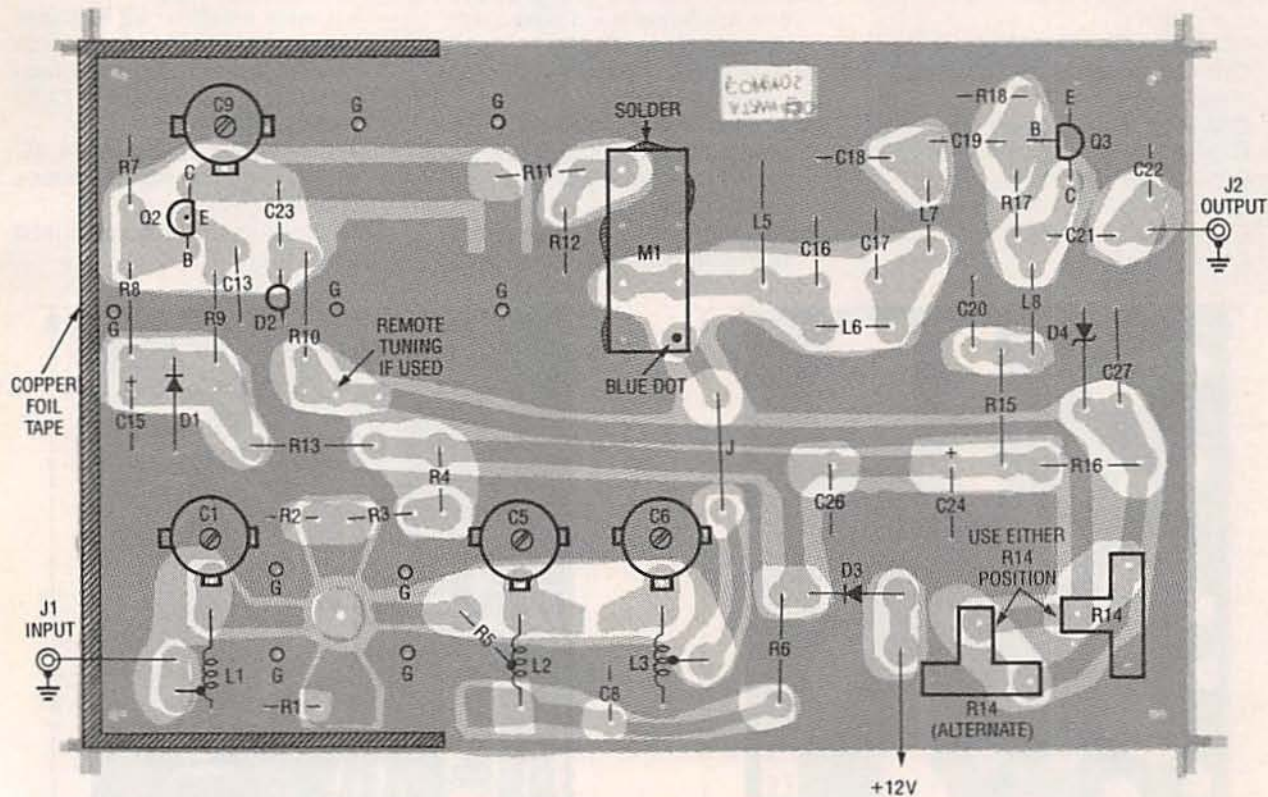 C9
G
G
SOLDER
R18
E
B
Q3
C19
C18
R7
C
R11
C22
J2
OUTPUT
Q2
E
C23
L5
C16
C17
L7
R17
C
C21
B
R12
M1
R8
C13
G
R9
D2
R10
G
G
REMOTE
TUNING
IF USED
L6
C20
L8
D4
BLUE DOT
C27
COPPER
FOIL
TAPE
+
C15
D1
R15
R13
R4
J
+
R16
C26
C24
C1
R2
R3
C5
C6
USE EITHER
R14
POSITION
G
G
D3
J1
INPUT
R5
R14
L1
G
G
L2
L3
R6
C8
R1
R14
(ALTERNATE)
+12V